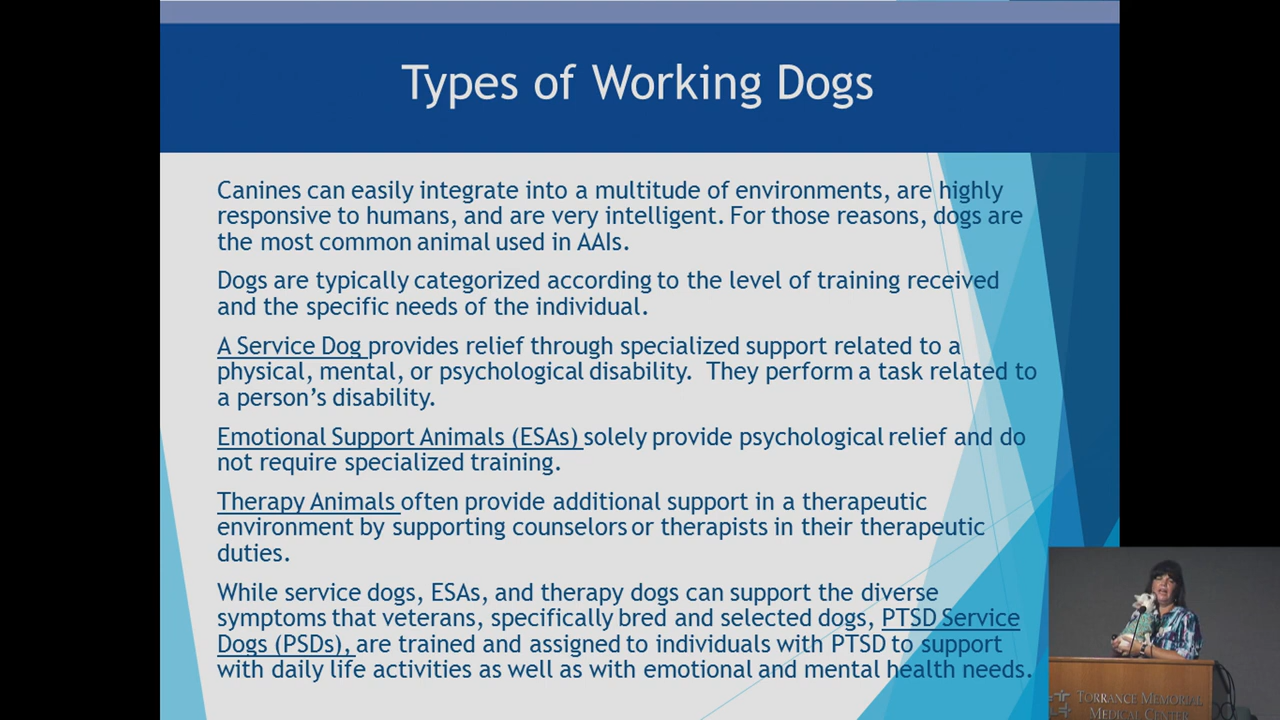 Types of Working Dogs
Canines can easily integrate into a multitude of environments, are highly
responsive to humans, and are very intelligent. For those reasons, dogs are
the most common animal used in AAIs.
Dogs are typically categorized according to the level of training received
and the specific needs of the individual.
A Service Dog provides relief through specialized support related to a
physical, mental, or psychological disability.  They perform a task related to
a person's disability.
Emotional Support Animals (ESAs) solely provide psychological relief and do
not require specialized training.
Therapy Animals often provide additional support in a therapeutic
environment by supporting counselors or therapists in their therapeutic
duties.
While service dogs, ESAs, and therapy dogs can support the diverse
symptoms that veterans, specifically bred and selected dogs, PTSD Service
Dogs (PSDs), are trained and assigned to individuals with PTSD to support
with daily life activities as well as with emotional and mental health needs.
TORRANCE MEMORIAL
MEDICAL CENTER